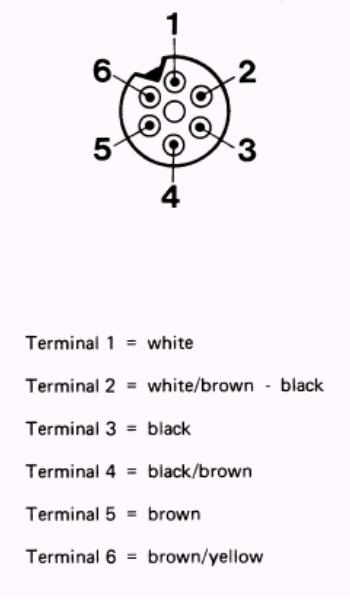 1
6 2
5 3
4
Terminal 1 = white
Terminal 2 = white/brown - black
Terminal 3 = black
Terminal 4 = black/brown
Terminal 5 = brown
Terminal 6 = brown/yellow